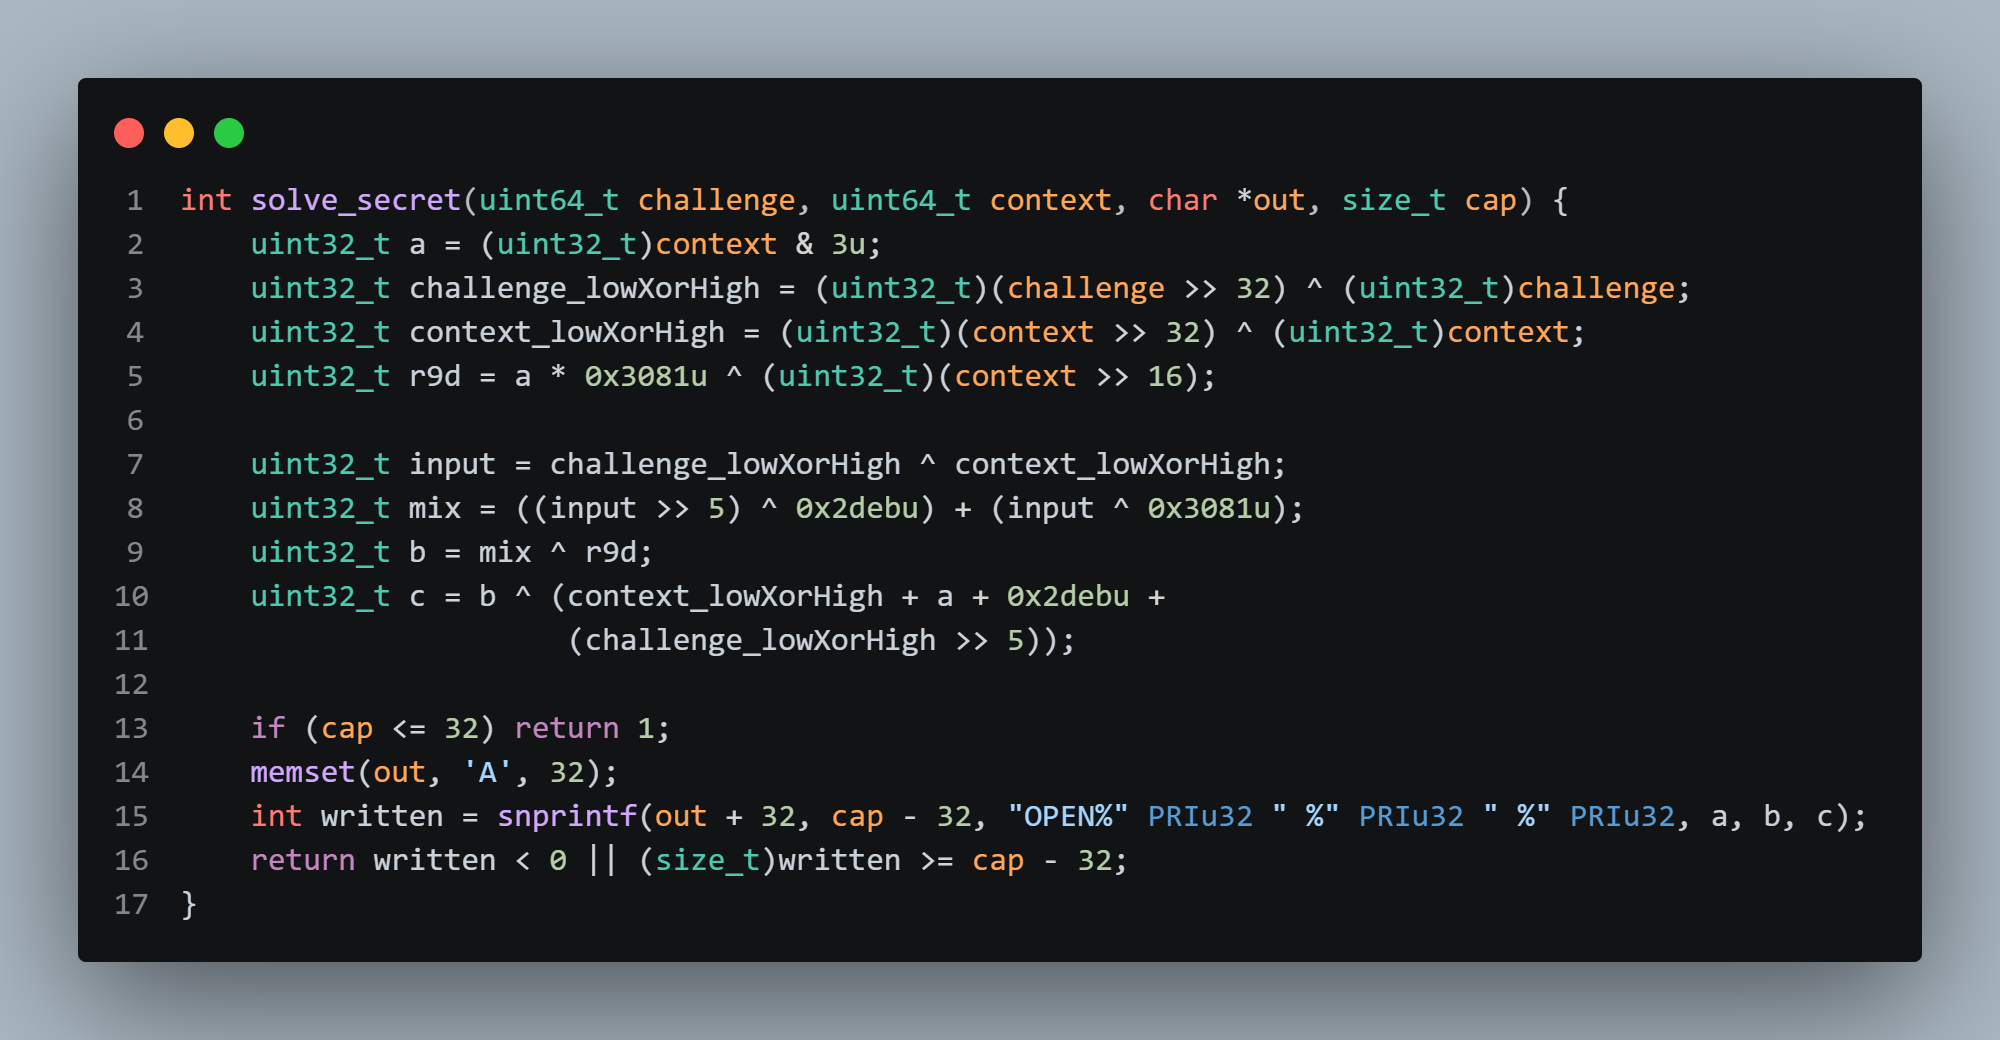 1 int solve_secret(uint64_t challenge, uint64_t context, char *out, size_t cap) {
2     uint32_t a = (uint32_t)context & 3u;
3     uint32_t challenge_lowXorHigh = (uint32_t)(challenge >> 32) ^ (uint32_t)challenge;
4     uint32_t context_lowXorHigh = (uint32_t)(context >> 32) ^ (uint32_t)context;
5     uint32_t r9d = a * 0x3081u ^ (uint32_t)(context >> 16);
6
7     uint32_t input = challenge_lowXorHigh ^ context_lowXorHigh;
8     uint32_t mix = ((input >> 5) ^ 0x2debu) + (input ^ 0x3081u);
9     uint32_t b = mix ^ r9d;
10     uint32_t c = b ^ (context_lowXorHigh + a + 0x2debu +
11                       (challenge_lowXorHigh >> 5));
12
13     if (cap <= 32) return 1;
14     memset(out, 'A', 32);
15     int written = snprintf(out + 32, cap - 32, "OPEN%" PRIu32 " %" PRIu32 " %" PRIu32, a, b, c);
16     return written < 0 || (size_t)written >= cap - 32;
17 }